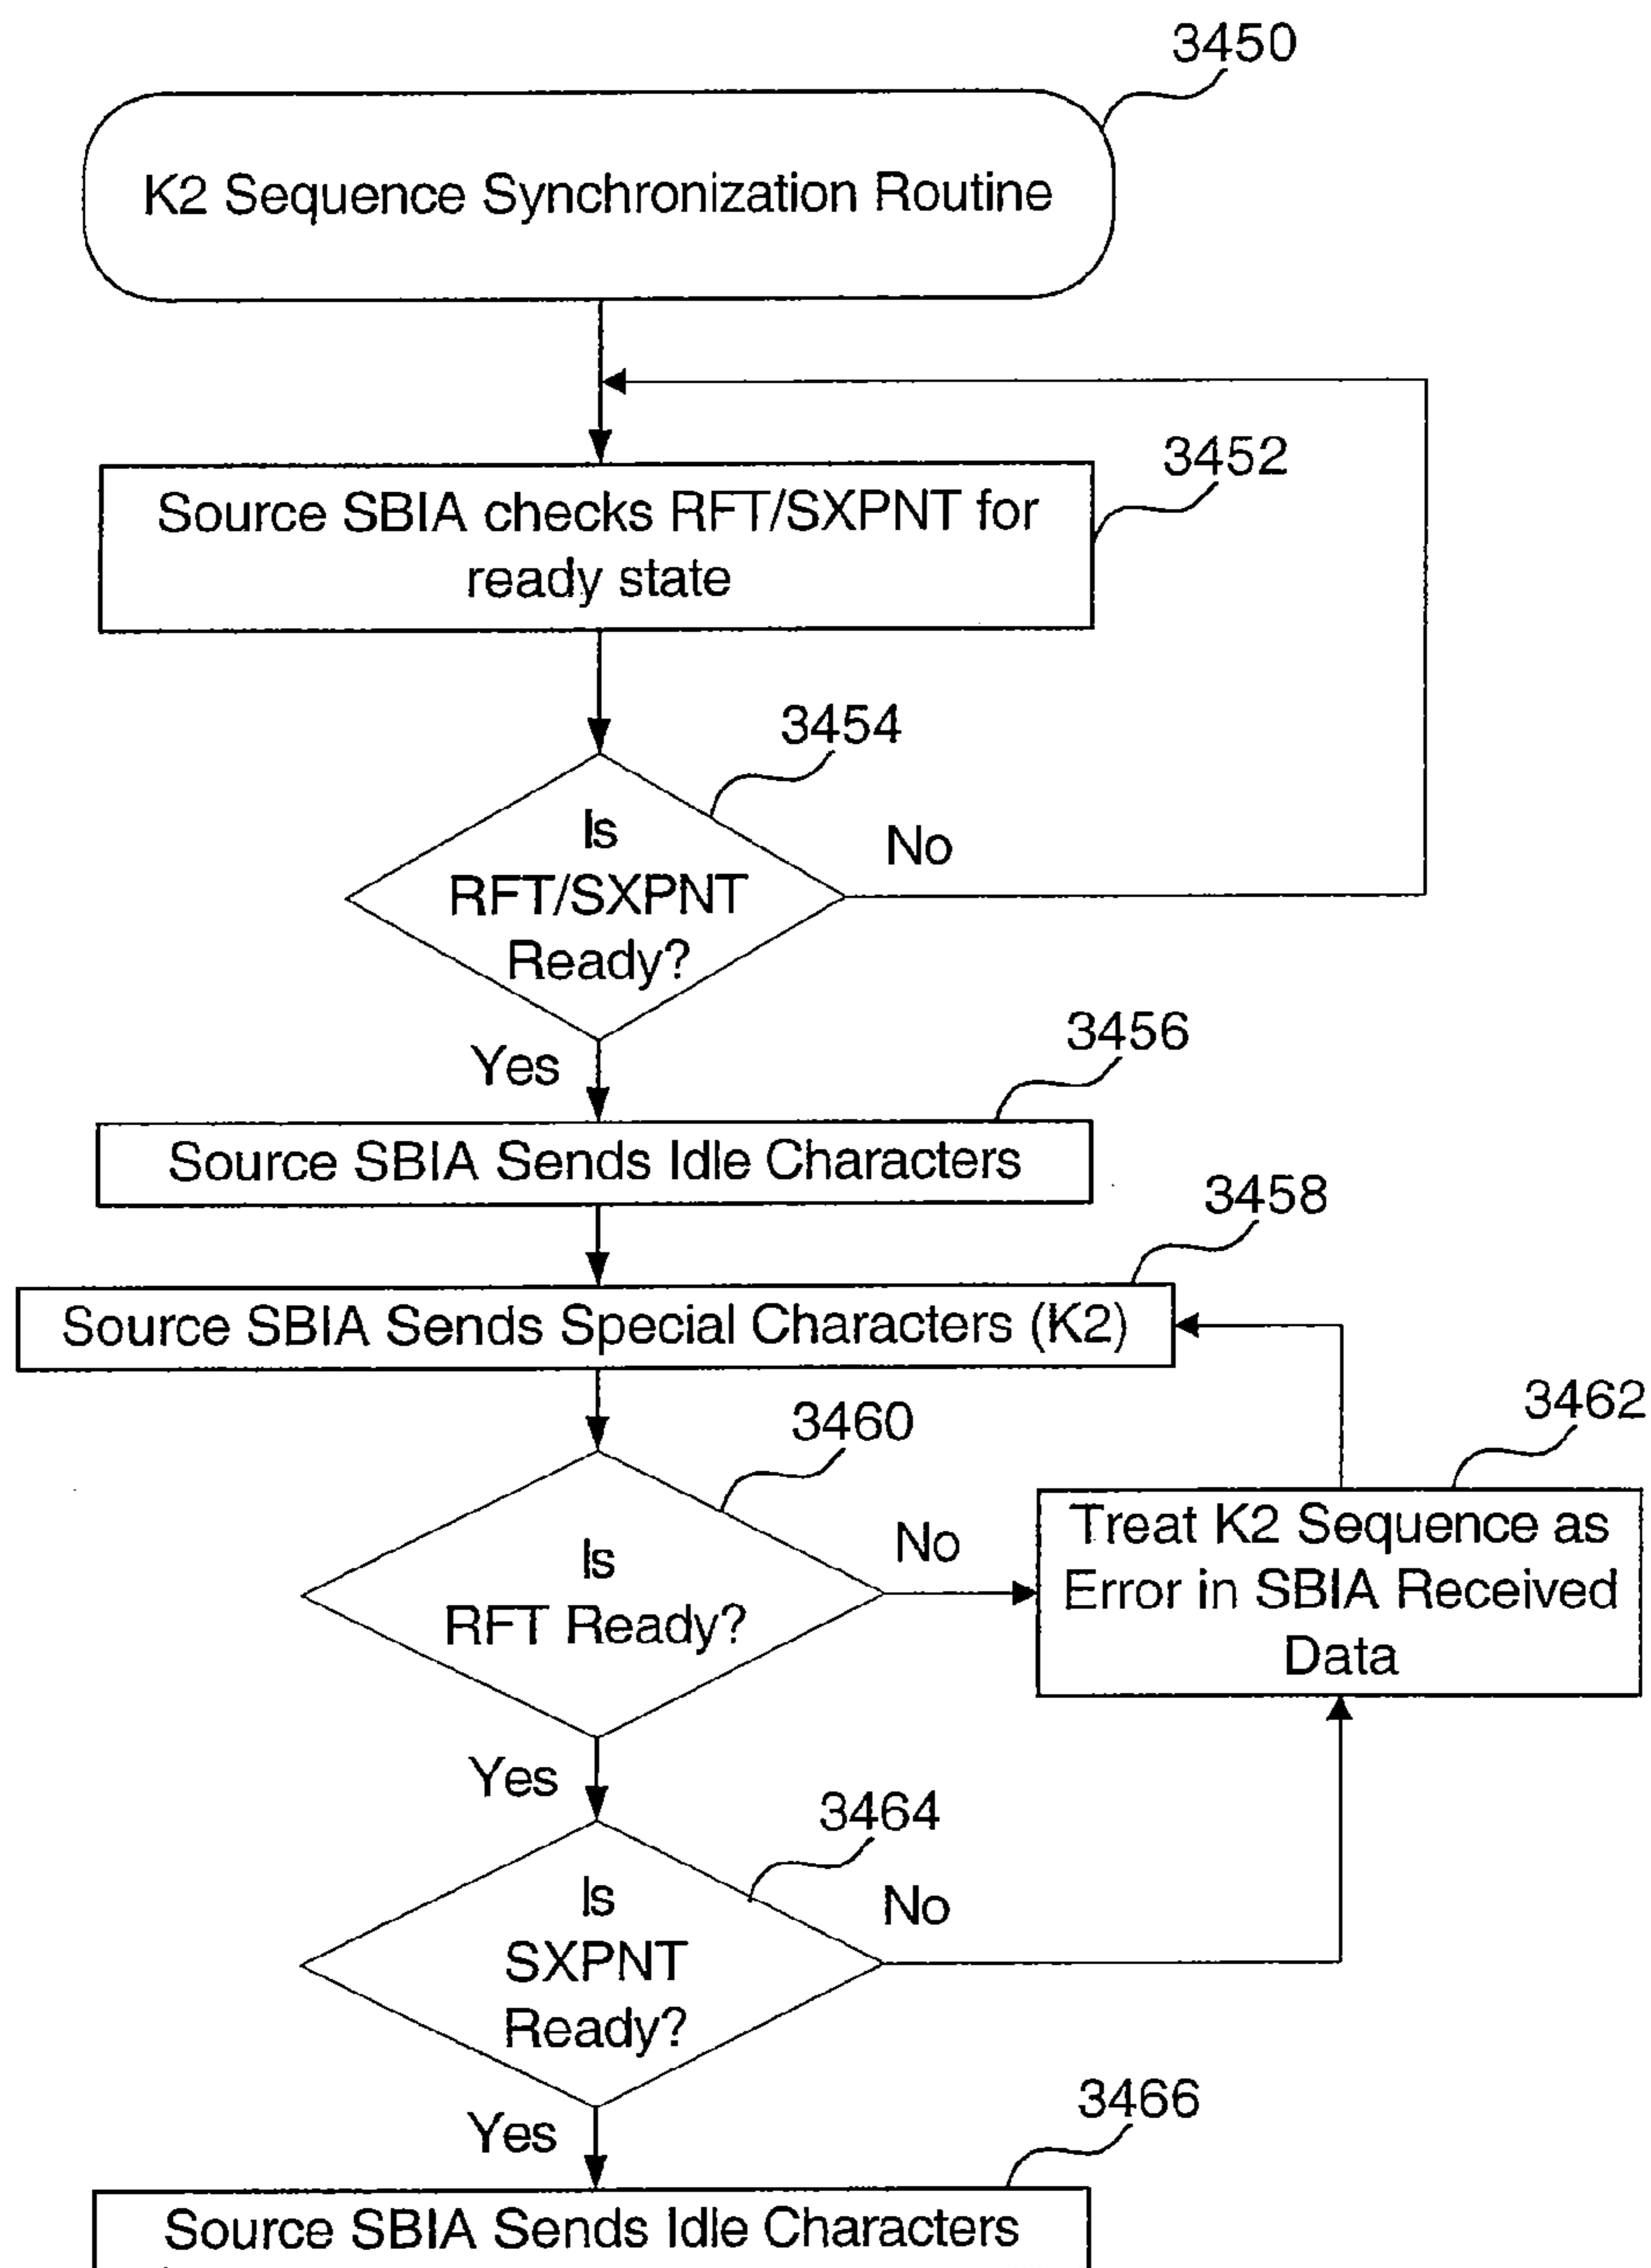 3450
K2 Sequence Synchronization Routine
3452
Source SBIA checks RFT/SXPNT for
ready state
3454
Is
RFT/SXPNT
Ready?
No
Yes
3456
Source SBIA Sends Idle Characters
3458
Source SBIA Sends Special Characters (K2)
3460
Is
RFT Ready?
No
3462
Treat K2 Sequence as
Error in SBIA Received
Data
Yes
3464
Is
SXPNT
Ready?
No
Yes
3466
Source SBIA Sends Idle Characters